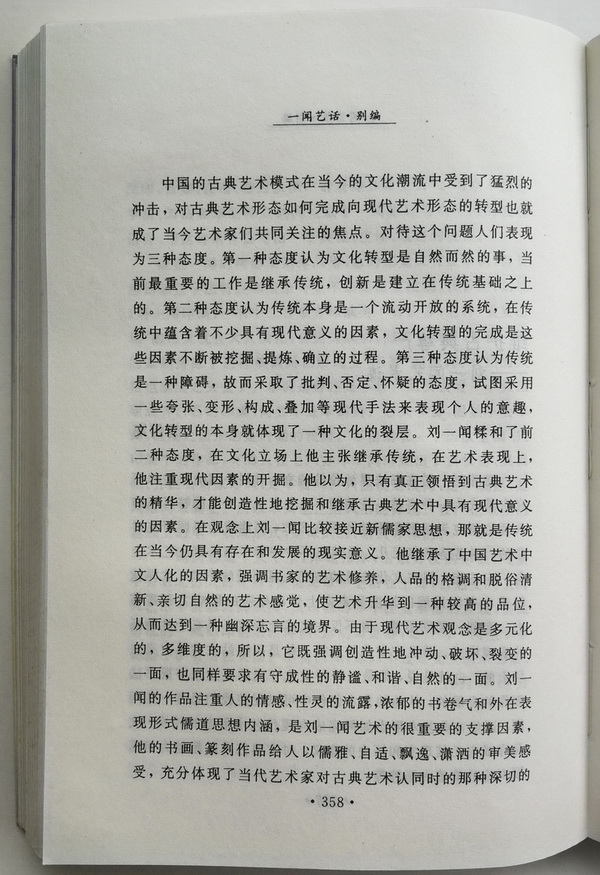 一闻艺话·别编
中国的古典艺术模式在当今的文化潮流中受到了猛烈的
冲击，对古典艺术形态如何完成向现代艺术形态的转型也就
成了当今艺术家们共同关注的焦点。对待这个问题人们表现
为三种态度。第一种态度认为文化转型是自然而然的事，当
前最重要的工作是继承传统，创新是建立在传统基础之上
的。第二种态度认为传统本身是一个流动开放的系统，在传
统中蕴含着不少具有现代意义的因素，文化转型的完成是这
些因素不断被挖掘、提炼、确立的过程。第三种态度认为传统
是一种障碍，故而采取了批判、否定、怀疑的态度，试图采用
一些夸张、变形、构成、叠加等现代手法来表现个人的意趣，
文化转型的本身就体现了一种文化的裂层。刘一闻糅和了前
二种态度，在文化立场上他主张继承传统，在艺术表现上，
他注重现代因素的开掘。他以为，只有真正领悟到古典艺术
的精华，才能创造性地挖掘和继承古典艺术中具有现代意义
的因素。在观念上刘一闻比较接近新儒家思想，那就是传统
在当今仍具有存在和发展的现实意义。他继承了中国艺术中
文人化的因素，强调书家的艺术修养，人品的格调和脱俗清
新、亲切自然的艺术感觉，使艺术升华到一种较高的品位，
从而达到一种幽深忘言的境界。由于现代艺术观念是多元化
的，多维度的，所以，它既强调创造性地冲动、破坏、裂变的
一面，也同样要求有守成性的静谧、和谐、自然的一面。刘一
闻的作品注重人的情感、性灵的流露，浓郁的书卷气和外在表
现形式儒道思想内涵，是刘一闻艺术的很重要的支撑因素，
他的书画、篆刻作品给人以儒雅、自适、飘逸、潇洒的审美感
受，充分体现了当代艺术家对古典艺术认同时的那种深切的
·358·